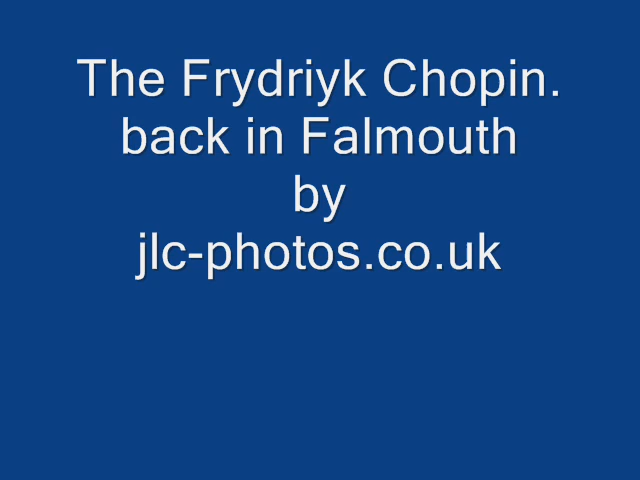 The Frydriyk Chopin.
back in Falmouth
by
jlc-photos.co.uk